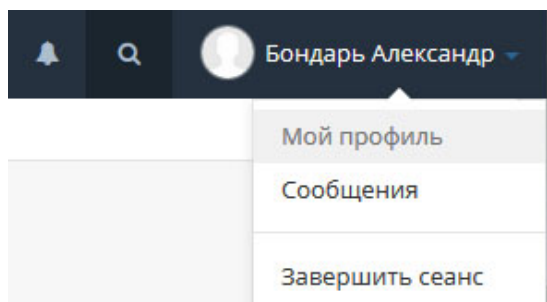 Бондарь Александр
Мой профиль
Сообщения
Завершить сеанс